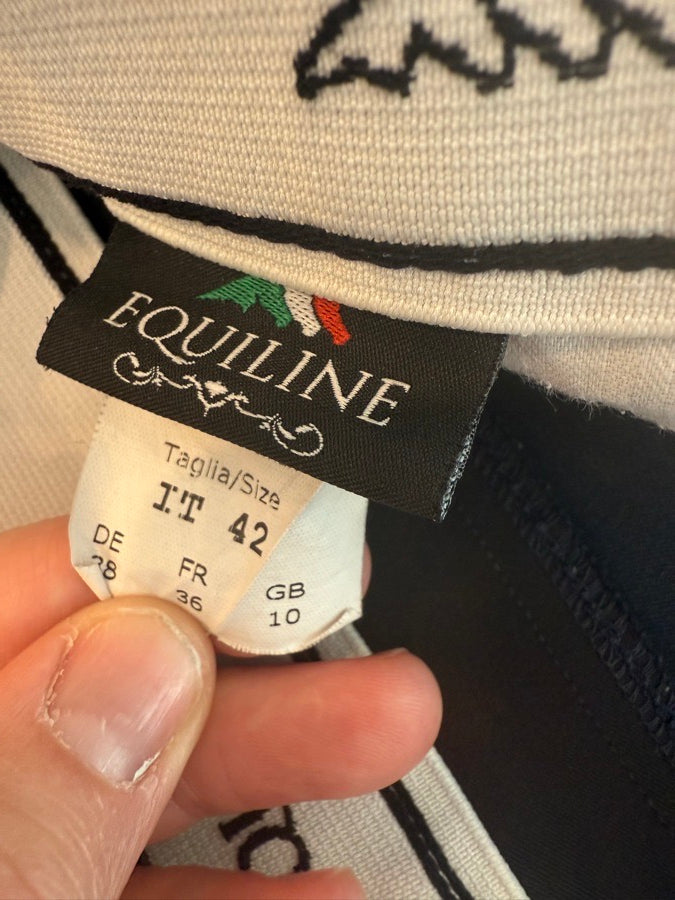 EQUILINE
Taglia/Size
IT 42
DE FR GB
38 36 10